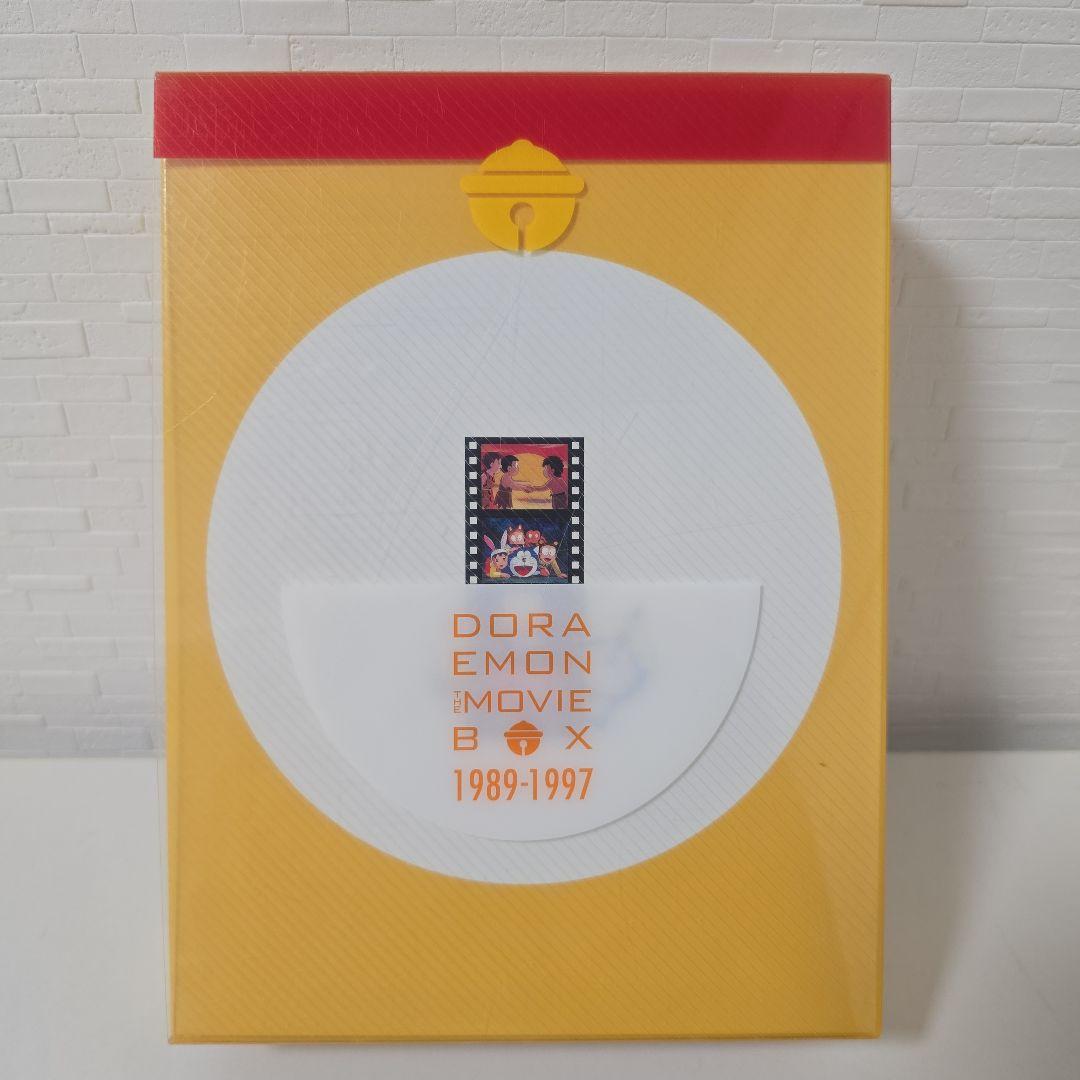 DORA
EMON
THE MOVIE
B X
1989-1997